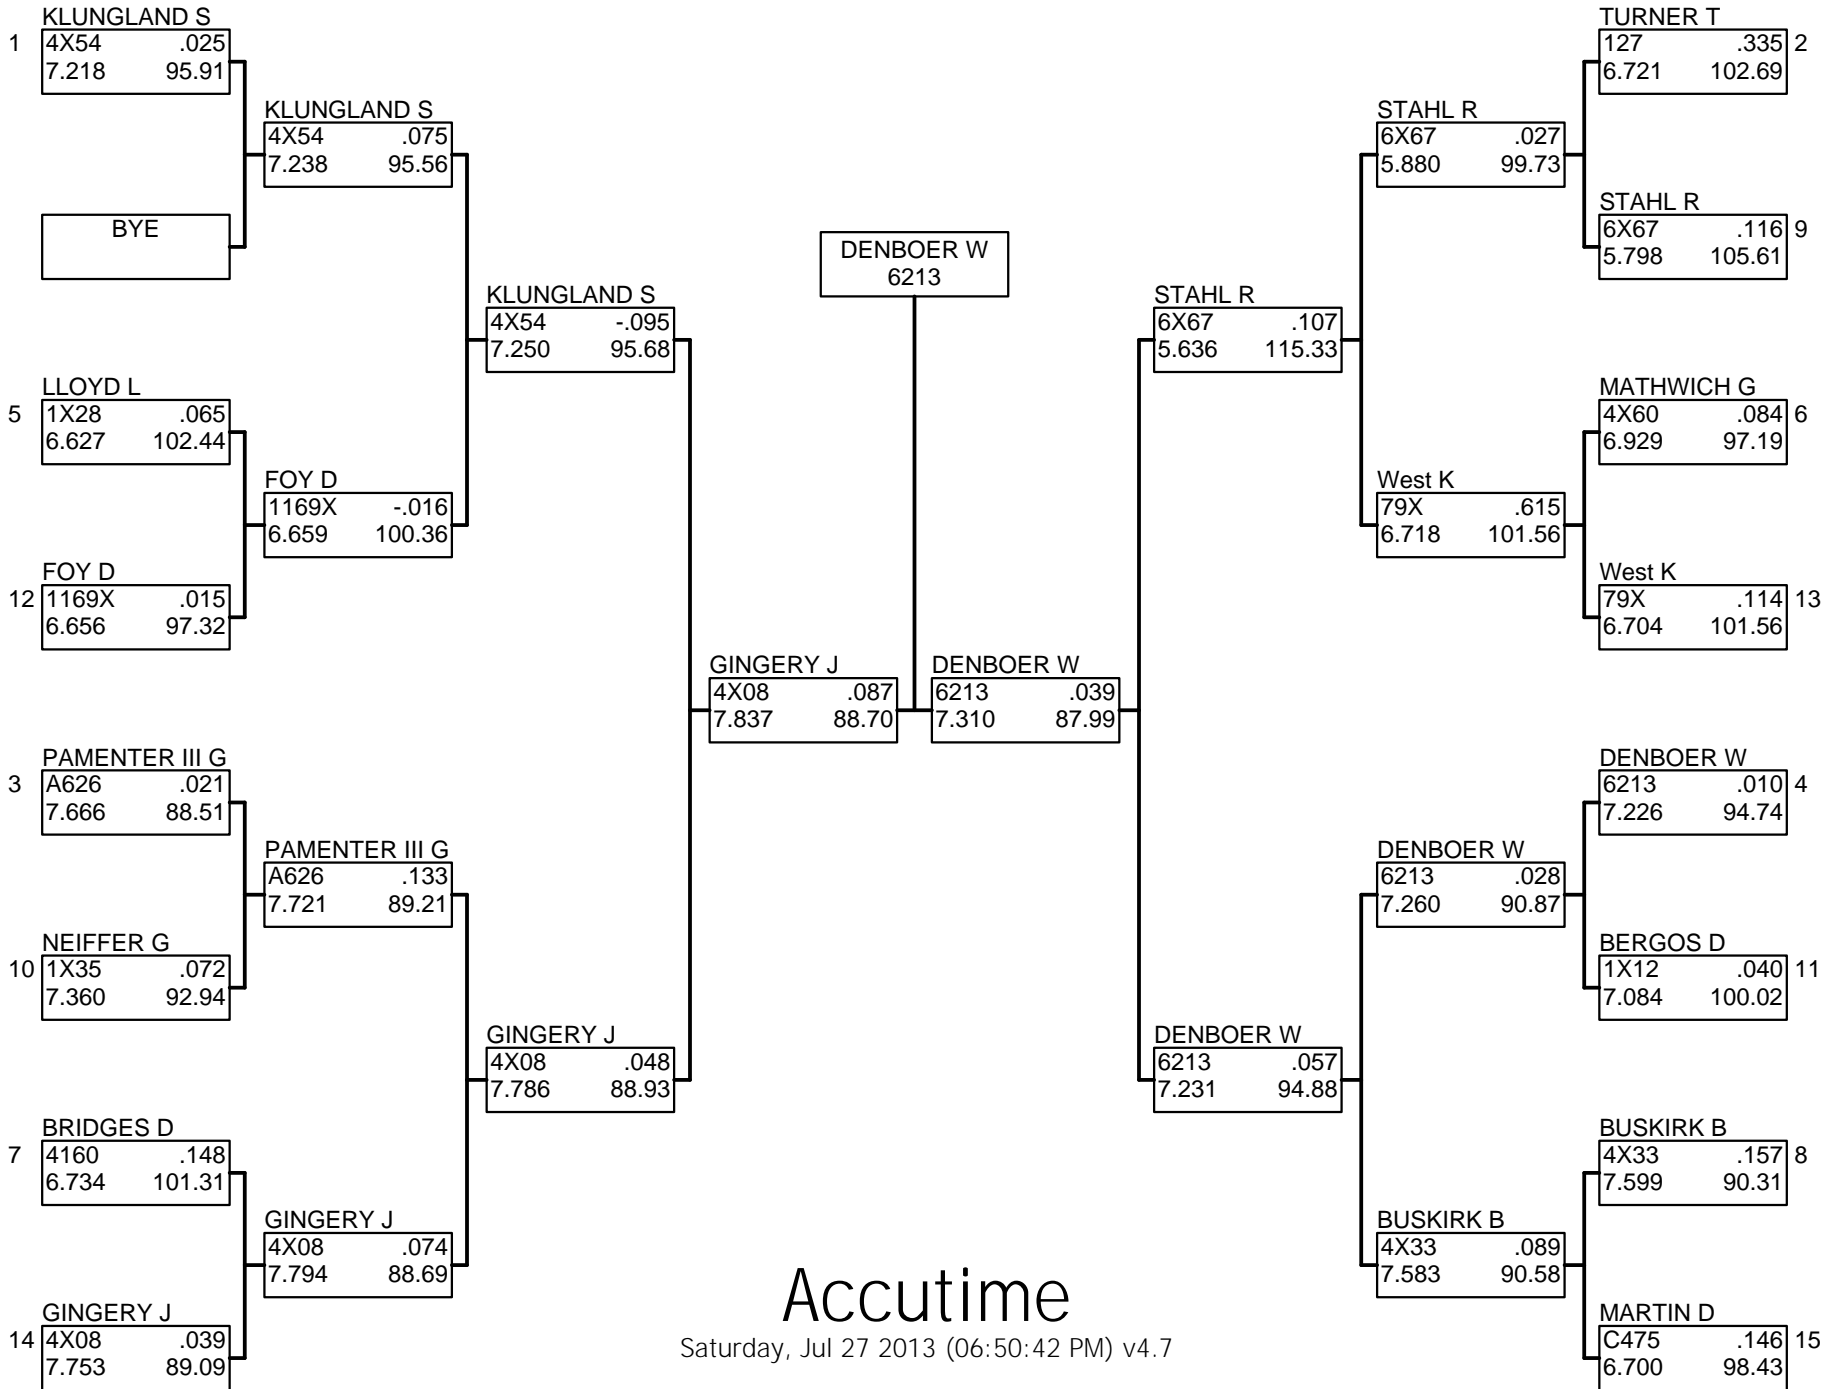 KLUNGLAND S
1 4X54 .025
7.218 95.91
BYE
LLOYD L
5 1X28 .065
6.627 102.44
FOY D
12 1169X .015
6.656 97.32
PAMENTER III G
3 A626 .021
7.666 88.51
NEIFFER G
10 1X35 .072
7.360 92.94
BRIDGES D
7 4160 .148
6.734 101.31
GINGERY J
14 4X08 .039
7.753 89.09
KLUNGLAND S
4X54 .075
7.238 95.56
FOY D
1169X -.016
6.659 100.36
PAMENTER III G
A626 .133
7.721 89.21
GINGERY J
4X08 .074
7.794 88.69
KLUNGLAND S
4X54 -.095
7.250 95.68
GINGERY J
4X08 .048
7.786 88.93
GINGERY J
4X08 .087
7.837 88.70
DENBOER W
6213
DENBOER W
6213 .039
7.310 87.99
STAHL R
6X67 .107
5.636 115.33
DENBOER W
6213 .057
7.231 94.88
STAHL R
6X67 .027
5.880 99.73
West K
79X .615
6.718 101.56
DENBOER W
6213 .028
7.260 90.87
BUSKIRK B
4X33 .089
7.583 90.58
TURNER T
127 .335 2
6.721 102.69
STAHL R
6X67 .116 9
5.798 105.61
MATHWICH G
4X60 .084 6
6.929 97.19
West K
79X .114 13
6.704 101.56
DENBOER W
6213 .010 4
7.226 94.74
BERGOS D
1X12 .040 11
7.084 100.02
BUSKIRK B
4X33 .157 8
7.599 90.31
MARTIN D
C475 .146 15
6.700 98.43
Accutime
Saturday, Jul 27 2013 (06:50:42 PM) v4.7